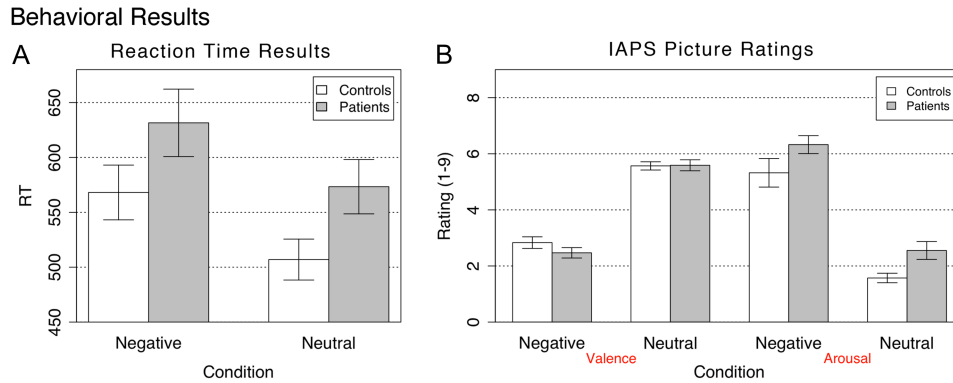 Behavioral Results
A
Reaction Time Results
Controls
Patients
650
600
550
500
450
RT
Negative
Neutral
Condition
B
IAPS Picture Ratings
Controls
Patients
8
6
4
2
0
Rating (1-9)
Negative
Neutral
Negative
Neutral
Valence
Arousal
Condition